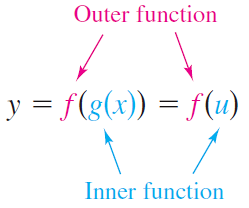 Outer function
y = f(g(x)) = f(u)
Inner function